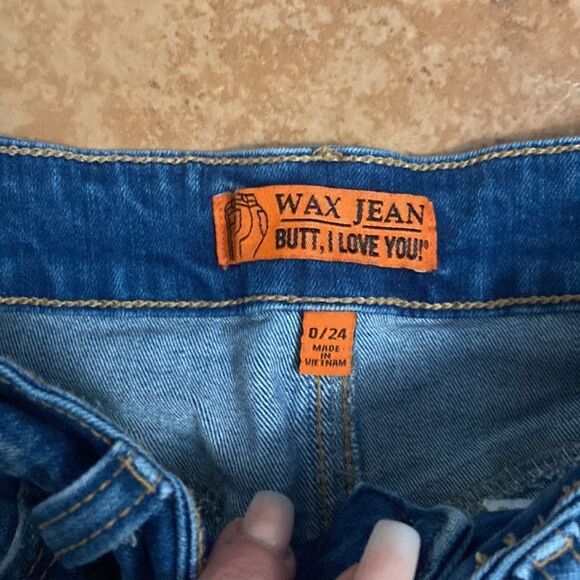 WAX JEAN
BUTT, I LOVE YOU!®
0/24
MADE
IN
VIETNAM